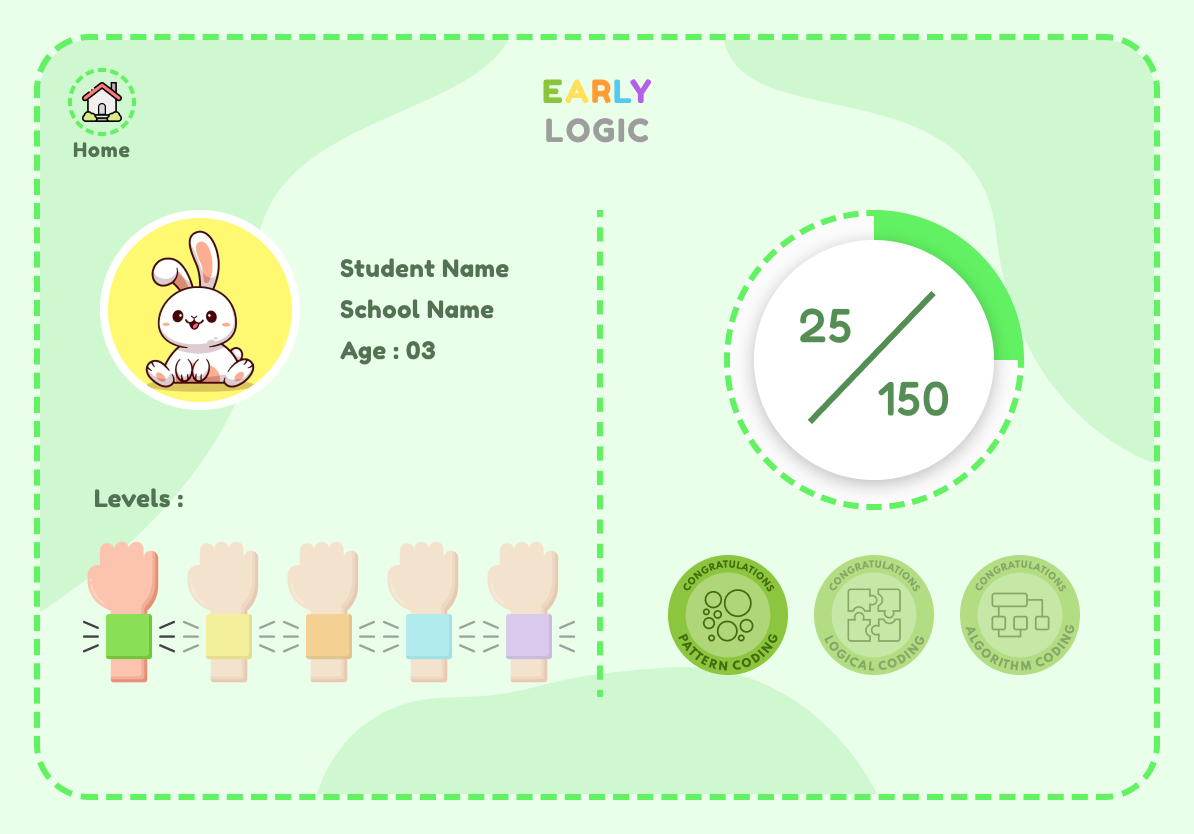 EARLY
LOGIC
Home
Student Name
School Name
Age : 03
25
150
Levels :
CONGRATULATIONS
PATTERN CODING
CONGRATULATIONS
LOGICAL CODING
CONGRATULATIONS
ALGORITHM CODING